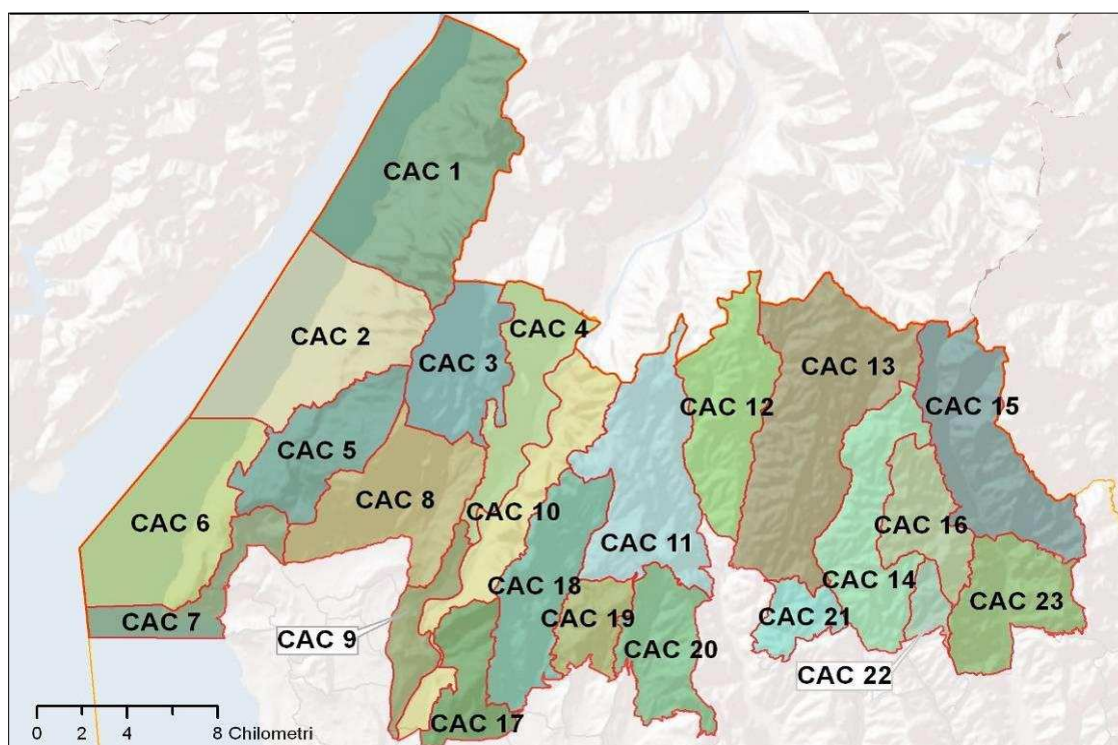 CAC 1
CAC 2
CAC 3
CAC 4
CAC 13
CAC 12
CAC 15
CAC 5
CAC 8
CAC 10
CAC 6
CAC 16
CAC 11
CAC 18
CAC 14
CAC 23
CAC 7
CAC 9
CAC 19
CAC 21
CAC 20
CAC 22
CAC 17
0 2 4 8 Chilometri